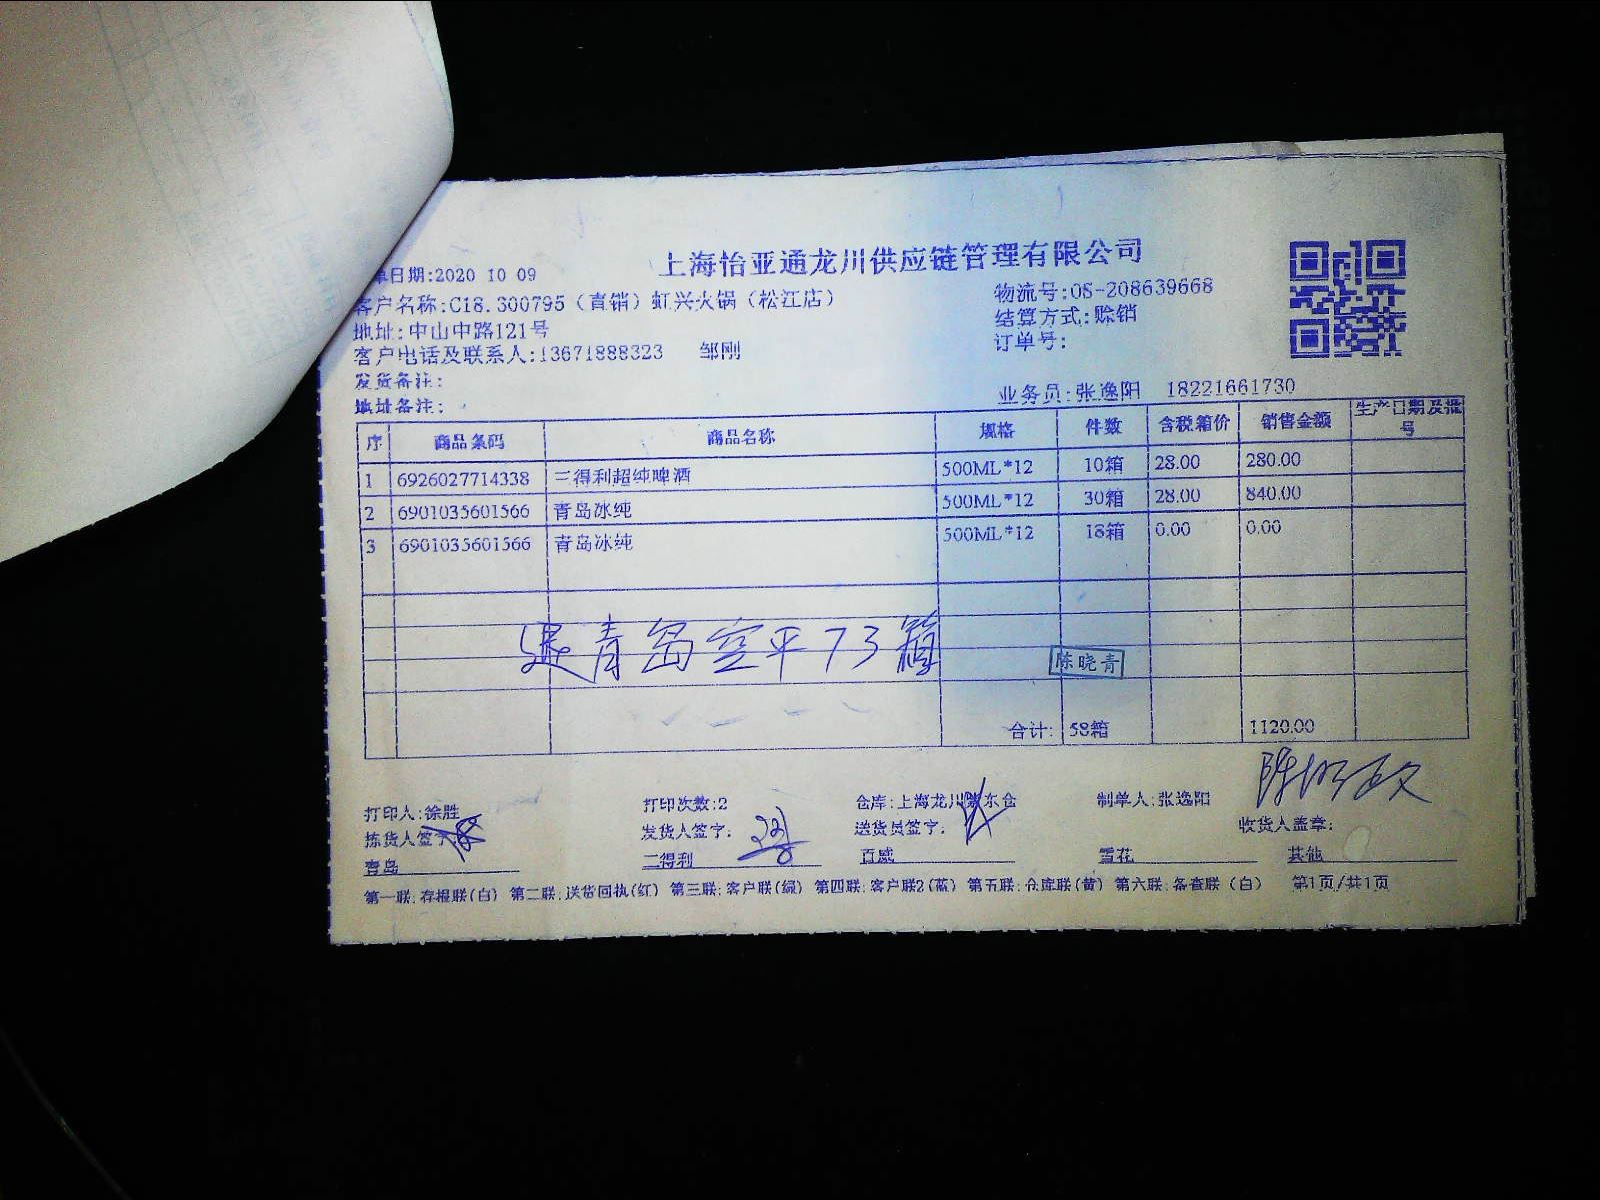 上海怡亚通龙川供应链管理有限公司
单日期:2020 10 09
客户名称:C18.300795（直销）虹兴火锅（松江店）
物流号:OS-208639668
地址:中山中路121号
结算方式:赊销
客户电话及联系人:13671888323 邹刚
订单号:
发货备注:
地址备注:
业务员:张逸阳 18221661730
序 商品条码 商品名称 规格 件数 含税箱价 销售金额 生产日期及批号
1 6926027714338 三得利超纯啤酒 500ML*12 10箱 28.00 280.00
2 6901035601566 青岛冰纯 500ML*12 30箱 28.00 840.00
3 6901035601566 青岛冰纯 500ML*12 18箱 0.00 0.00
退青岛空平73箱
陈晓青
合计: 58箱 1120.00
打印人:徐胜 打印次数:2 仓库:上海龙川 东仓 制单人:张逸阳
拣货人签字 发货人签字: 送货员签字: 收货人盖章:
青岛 三得利 百威 雪花 其他
第一联:存根联(白) 第二联:送货回执(红) 第三联:客户联(绿) 第四联:客户联2(蓝) 第五联:仓库联(黄) 第六联:备查联（白） 第1页/共1页